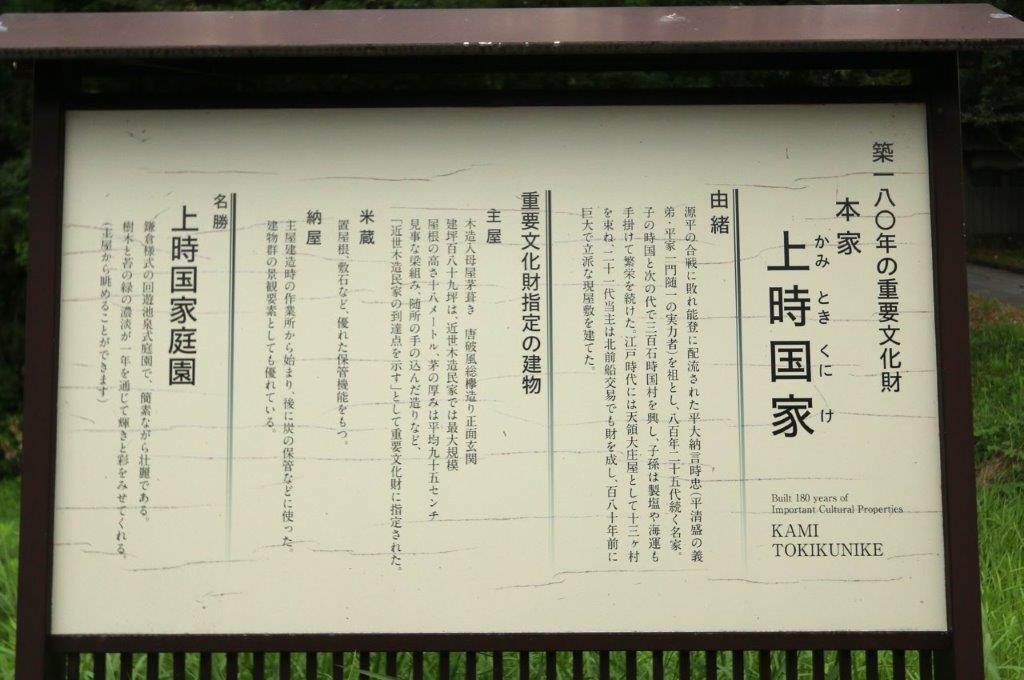 築一八〇年の重要文化財
本家
上時国家
かみ とき くに け
Built 180 years of
Important Cultural Properties
KAMI
TOKIKUNIKE
由緒
源平の合戦に敗れ能登に配流された平大納言時忠(平清盛の義
弟・平家一門随一の実力者)を祖とし、八百年二十五代続く名家。
子の時国と次の代で三百石時国村を興し、子孫は製塩や海運も
手掛けて繁栄を続けた。江戸時代には天領大庄屋として十三ヶ村
を束ね、二十一代当主は北前船交易でも財を成し、百八十年前に
巨大で立派な現屋敷を建てた。
重要文化財指定の建物
主屋
木造入母屋茅葺き 唐破風総欅造り正面玄関
建坪百八十九坪は、近世木造民家では最大規模
屋根の高さ十八メートル、茅の厚みは平均九十五センチ
見事な梁組み、随所の手の込んだ造りなど、
「近世木造民家の到達点を示す」として重要文化財に指定された。
米蔵
置屋根、敷石など、優れた保管機能をもつ。
納屋
主屋建造時の作業所から始まり、後に炭の保管などに使った。
建物群の景観要素としても優れている。
名勝
上時国家庭園
鎌倉様式の回遊池泉式庭園で、簡素ながら壮麗である。
樹木と苔の緑の濃淡が一年を通じて輝きと彩をみせてくれる。
(主屋から眺めることができます)